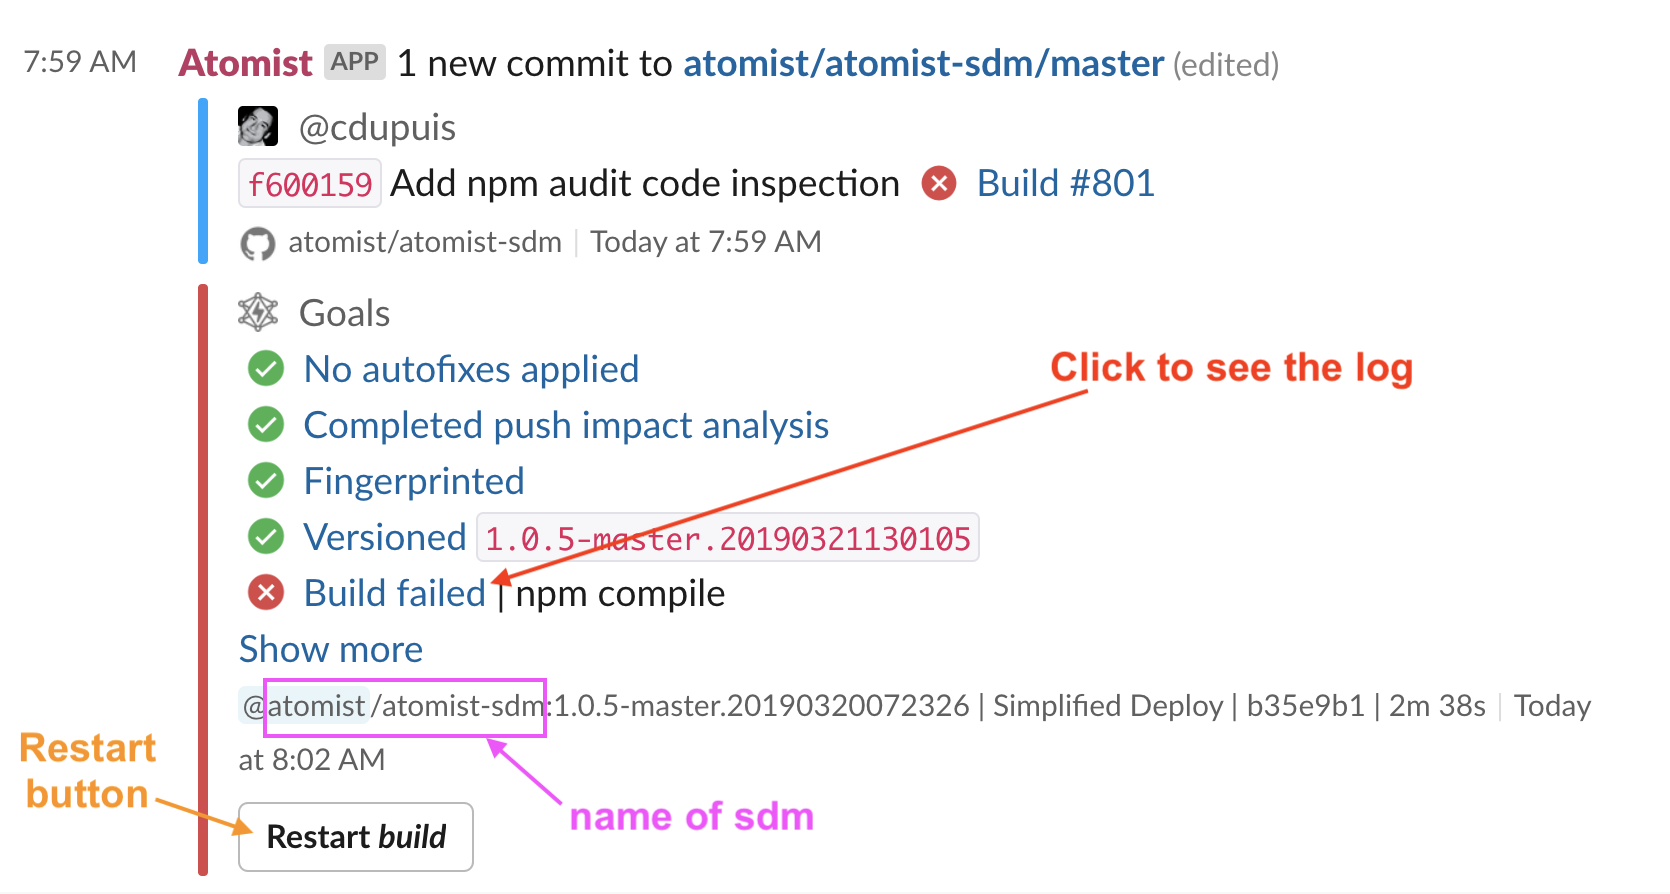 7:59 AM Atomist APP 1 new commit to atomist/atomist-sdm/master (edited)
@cdupuis
f600159 Add npm audit code inspection Build #801
atomist/atomist-sdm Today at 7:59 AM
Goals
No autofixes applied
Click to see the log
Completed push impact analysis
Fingerprinted
Versioned 1.0.5-master.20190321130105
Build failed | npm compile
Show more
@atomist/atomist-sdm:1.0.5-master.20190320072326 | Simplified Deploy | b35e9b1 | 2m 38s Today
at 8:02 AM
Restart
button
name of sdm
Restart build